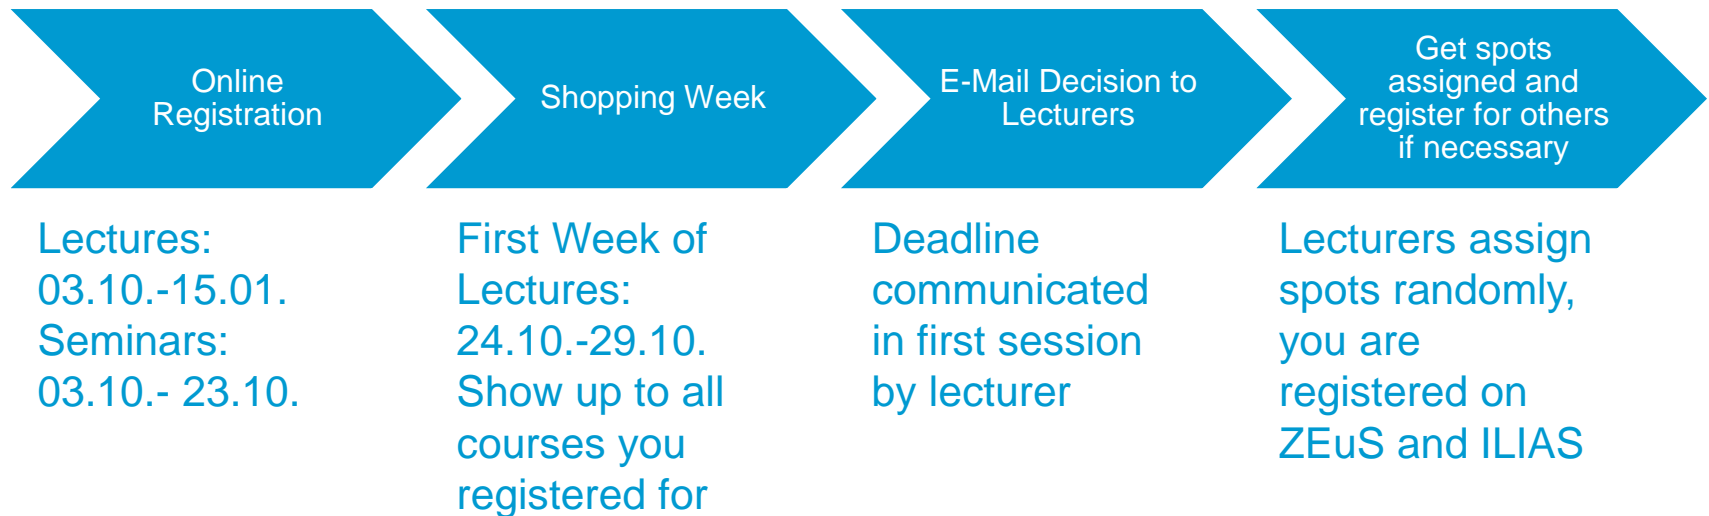 Online
Registration
Shopping Week
E-Mail Decision to
Lecturers
Get spots
assigned and
register for others
if necessary
Lectures:
03.10.-15.01.
Seminars:
03.10.- 23.10.
First Week of
Lectures:
24.10.-29.10.
Show up to all
courses you
registered for
Deadline
communicated
in first session
by lecturer
Lecturers assign
spots randomly,
you are
registered on
ZEuS and ILIAS